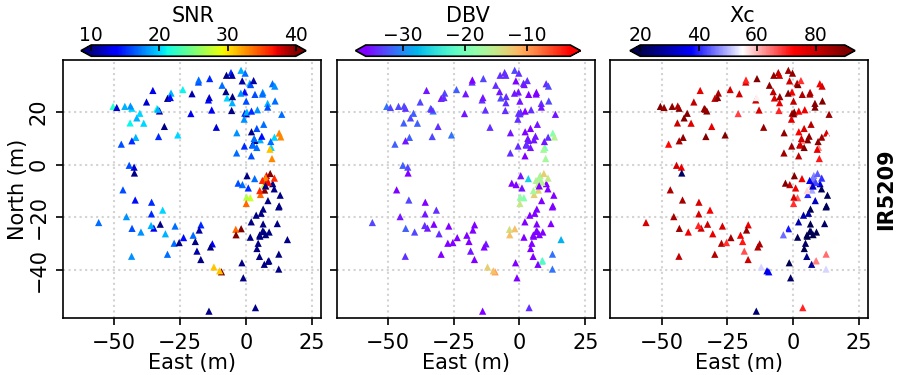 SNR DBV Xc
10 20 30 40 −30 −20 −10 20 40 60 80
20
0
−20
−40
North (m)
−50 −25 0 25 −50 −25 0 25 −50 −25 0 25
East (m) East (m) East (m)
IR5209